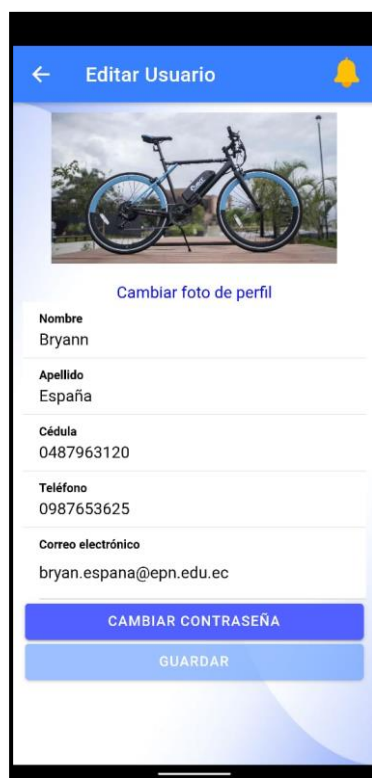 Editar Usuario
Cambiar foto de perfil
Nombre
Bryann
Apellido
España
Cédula
0487963120
Teléfono
0987653625
Correo electrónico
bryan.espana@epn.edu.ec
CAMBIAR CONTRASEÑA
GUARDAR